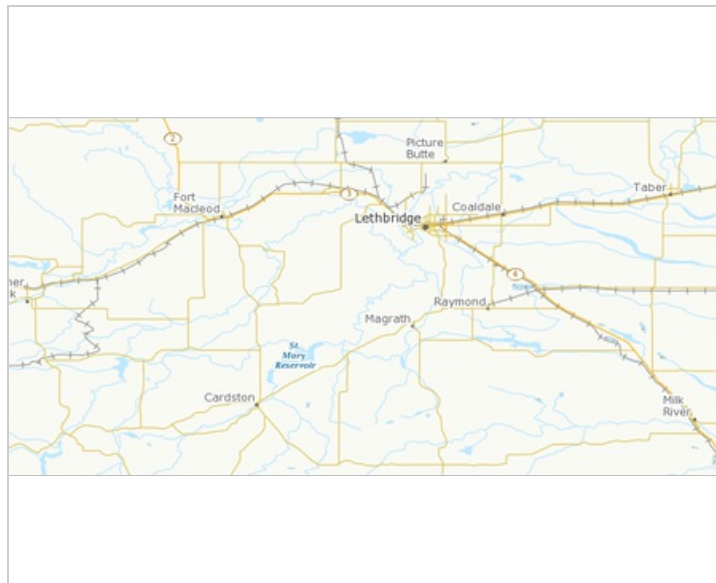 2
Picture
Butte
Taber
Fort
Macleod
3
Coaldale
Lethbridge
4
Raymond
Magrath
St
Mary
Reservoir
Cardston
Milk
River